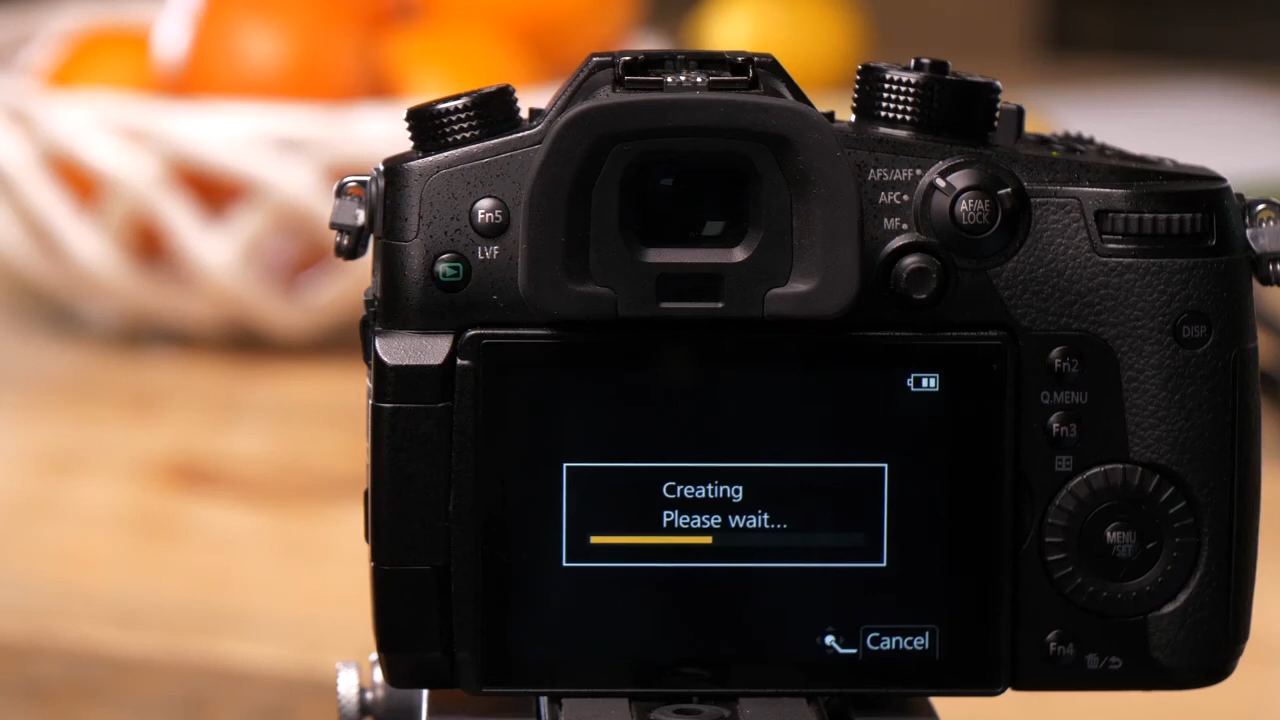 AFS/AFF
AFC
MF
AF/AE
LOCK
Fn5
LVF
DISP.
Fn2
Q.MENU
Fn3
Creating
Please wait...
MENU
/SET
Cancel
Fn4